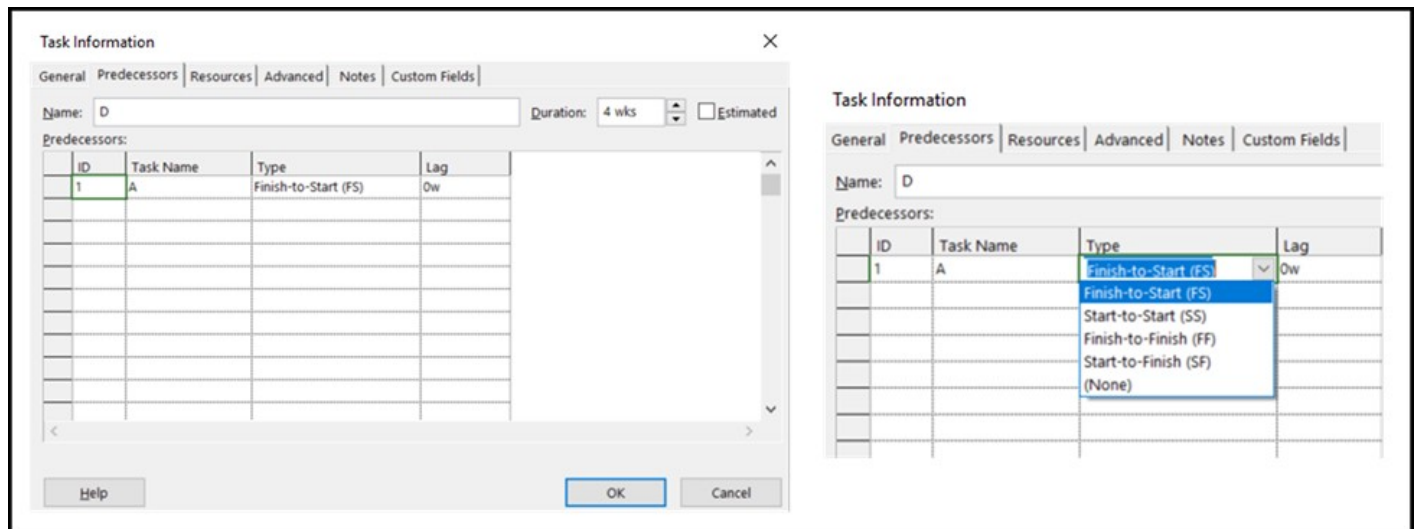 Task Information
General Predecessors Resources Advanced Notes Custom Fields
Name: D Duration: 4 wks Estimated
Predecessors:
ID Task Name Type Lag
1 A Finish-to-Start (FS) 0w
Help OK Cancel
Task Information
General Predecessors Resources Advanced Notes Custom Fields
Name: D
Predecessors:
ID Task Name Type Lag
1 A Finish-to-Start (FS) 0w
Finish-to-Start (FS)
Start-to-Start (SS)
Finish-to-Finish (FF)
Start-to-Finish (SF)
(None)